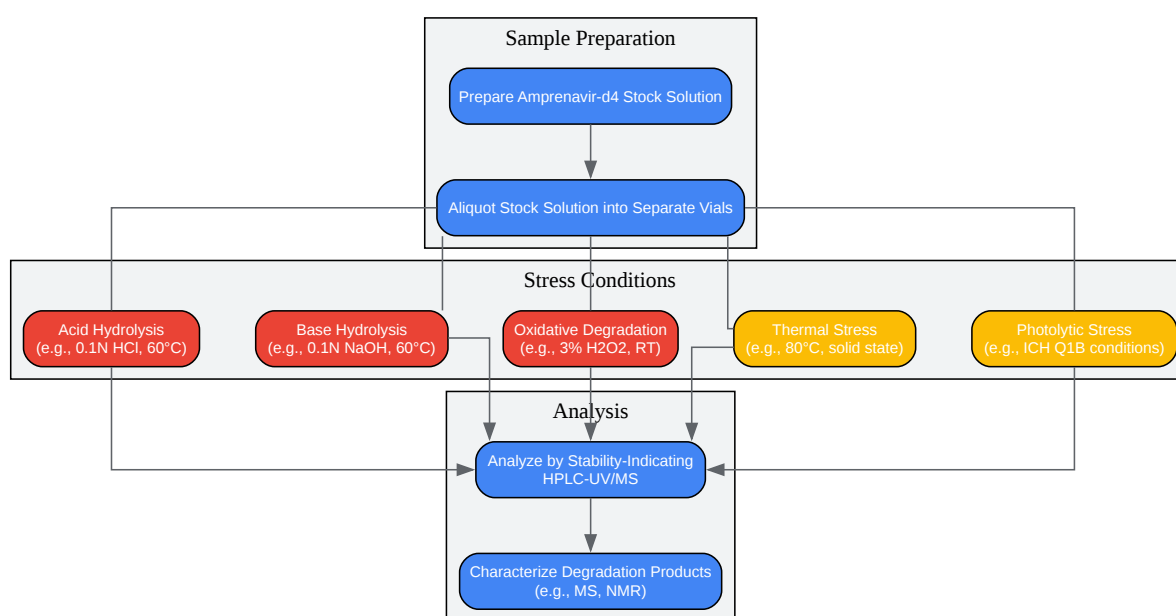 Sample Preparation
Prepare Amprenavir-d4 Stock Solution
Aliquot Stock Solution into Separate Vials
Stress Conditions
Acid Hydrolysis
(e.g., 0.1N HCl, 60°C)
Base Hydrolysis
(e.g., 0.1N NaOH, 60°C)
Oxidative Degradation
(e.g., 3% H2O2, RT)
Thermal Stress
(e.g., 80°C, solid state)
Photolytic Stress
(e.g., ICH Q1B conditions)
Analysis
Analyze by Stability-Indicating
HPLC-UV/MS
Characterize Degradation Products
(e.g., MS, NMR)